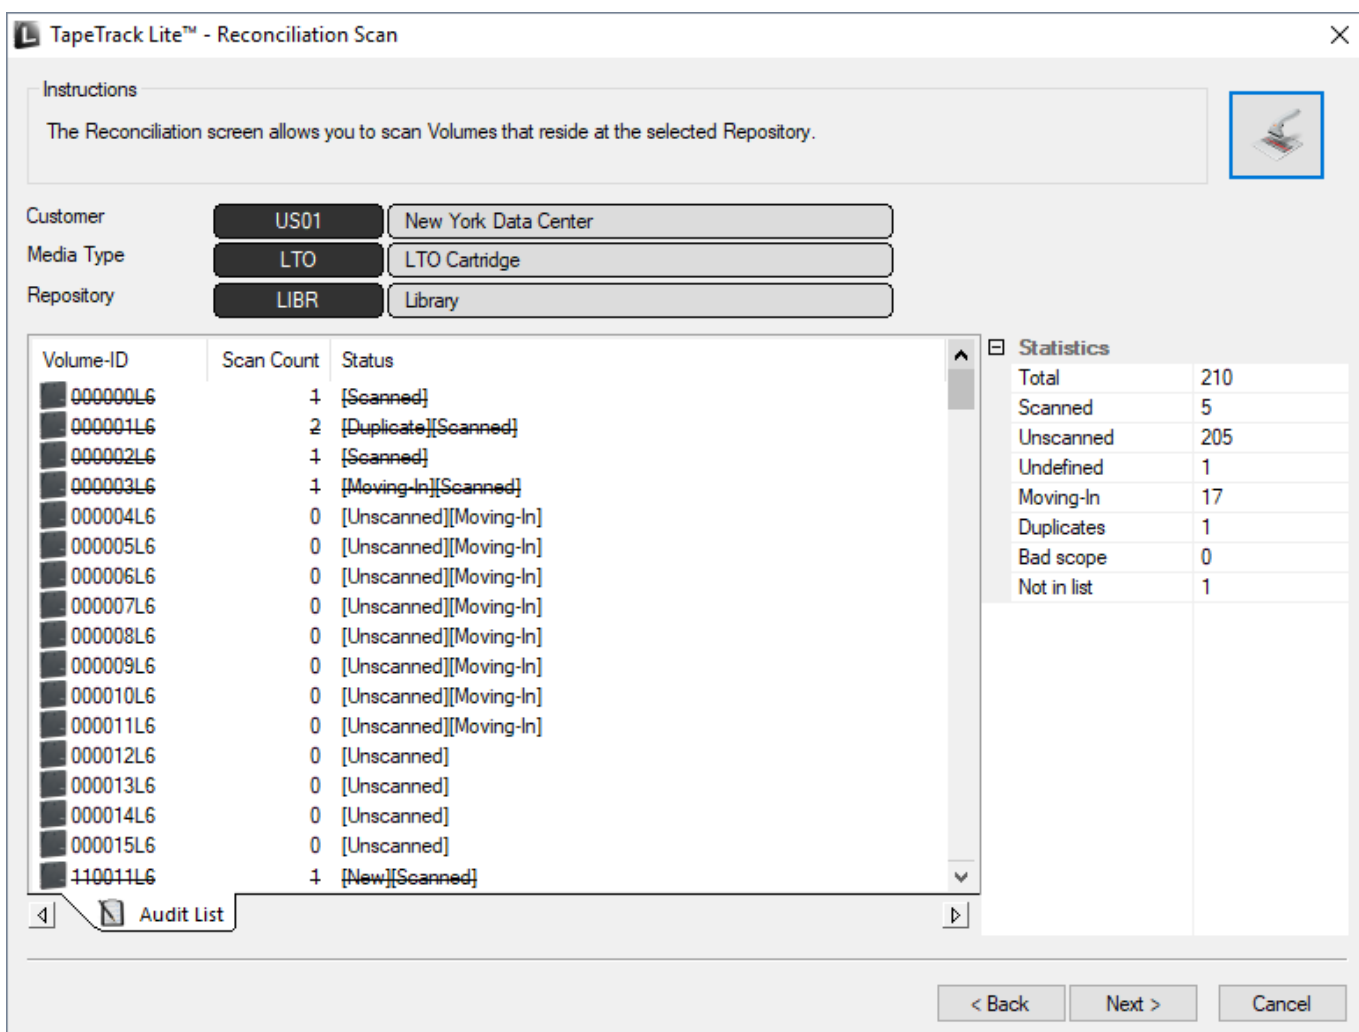 TapeTrack Lite™ - Reconciliation Scan
Instructions
The Reconciliation screen allows you to scan Volumes that reside at the selected Repository.
Customer US01 New York Data Center
Media Type LTO LTO Cartridge
Repository LIBR Library
Volume-ID Scan Count Status
000000L6 1 [Scanned]
000001L6 2 [Duplicate][Scanned]
000002L6 1 [Scanned]
000003L6 1 [Moving-In][Scanned]
000004L6 0 [Unscanned][Moving-In]
000005L6 0 [Unscanned][Moving-In]
000006L6 0 [Unscanned][Moving-In]
000007L6 0 [Unscanned][Moving-In]
000008L6 0 [Unscanned][Moving-In]
000009L6 0 [Unscanned][Moving-In]
000010L6 0 [Unscanned][Moving-In]
000011L6 0 [Unscanned][Moving-In]
000012L6 0 [Unscanned]
000013L6 0 [Unscanned]
000014L6 0 [Unscanned]
000015L6 0 [Unscanned]
110011L6 1 [New][Scanned]
Audit List
Statistics
Total 210
Scanned 5
Unscanned 205
Undefined 1
Moving-In 17
Duplicates 1
Bad scope 0
Not in list 1
< Back Next > Cancel